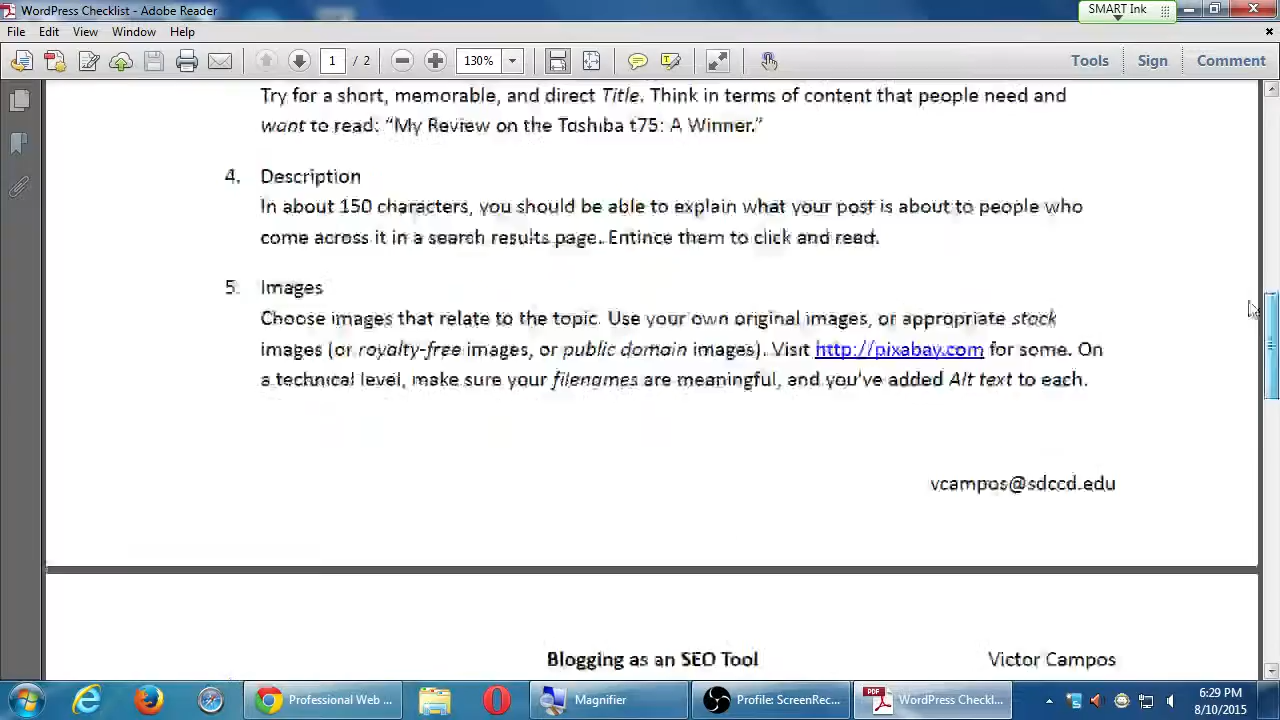 WordPress Checklist - Adobe Reader
SMART Ink
File Edit View Window Help
1 / 2 130% Tools Sign Comment
Try for a short, memorable, and direct Title. Think in terms of content that people need and
want to read: “My Review on the Toshiba t75: A Winner.”
4. Description
In about 150 characters, you should be able to explain what your post is about to people who
come across it in a search results page. Entince them to click and read.
5. Images
Choose images that relate to the topic. Use your own original images, or appropriate stock
images (or royalty-free images, or public domain images). Visit http://pixabay.com for some. On
a technical level, make sure your filenames are meaningful, and you've added Alt text to each.
vcampos@sdccd.edu
Blogging as an SEO Tool Victor Campos
Professional Web ... Magnifier Profile: ScreenRec... PDF WordPress Checkl...
6:29 PM
8/10/2015